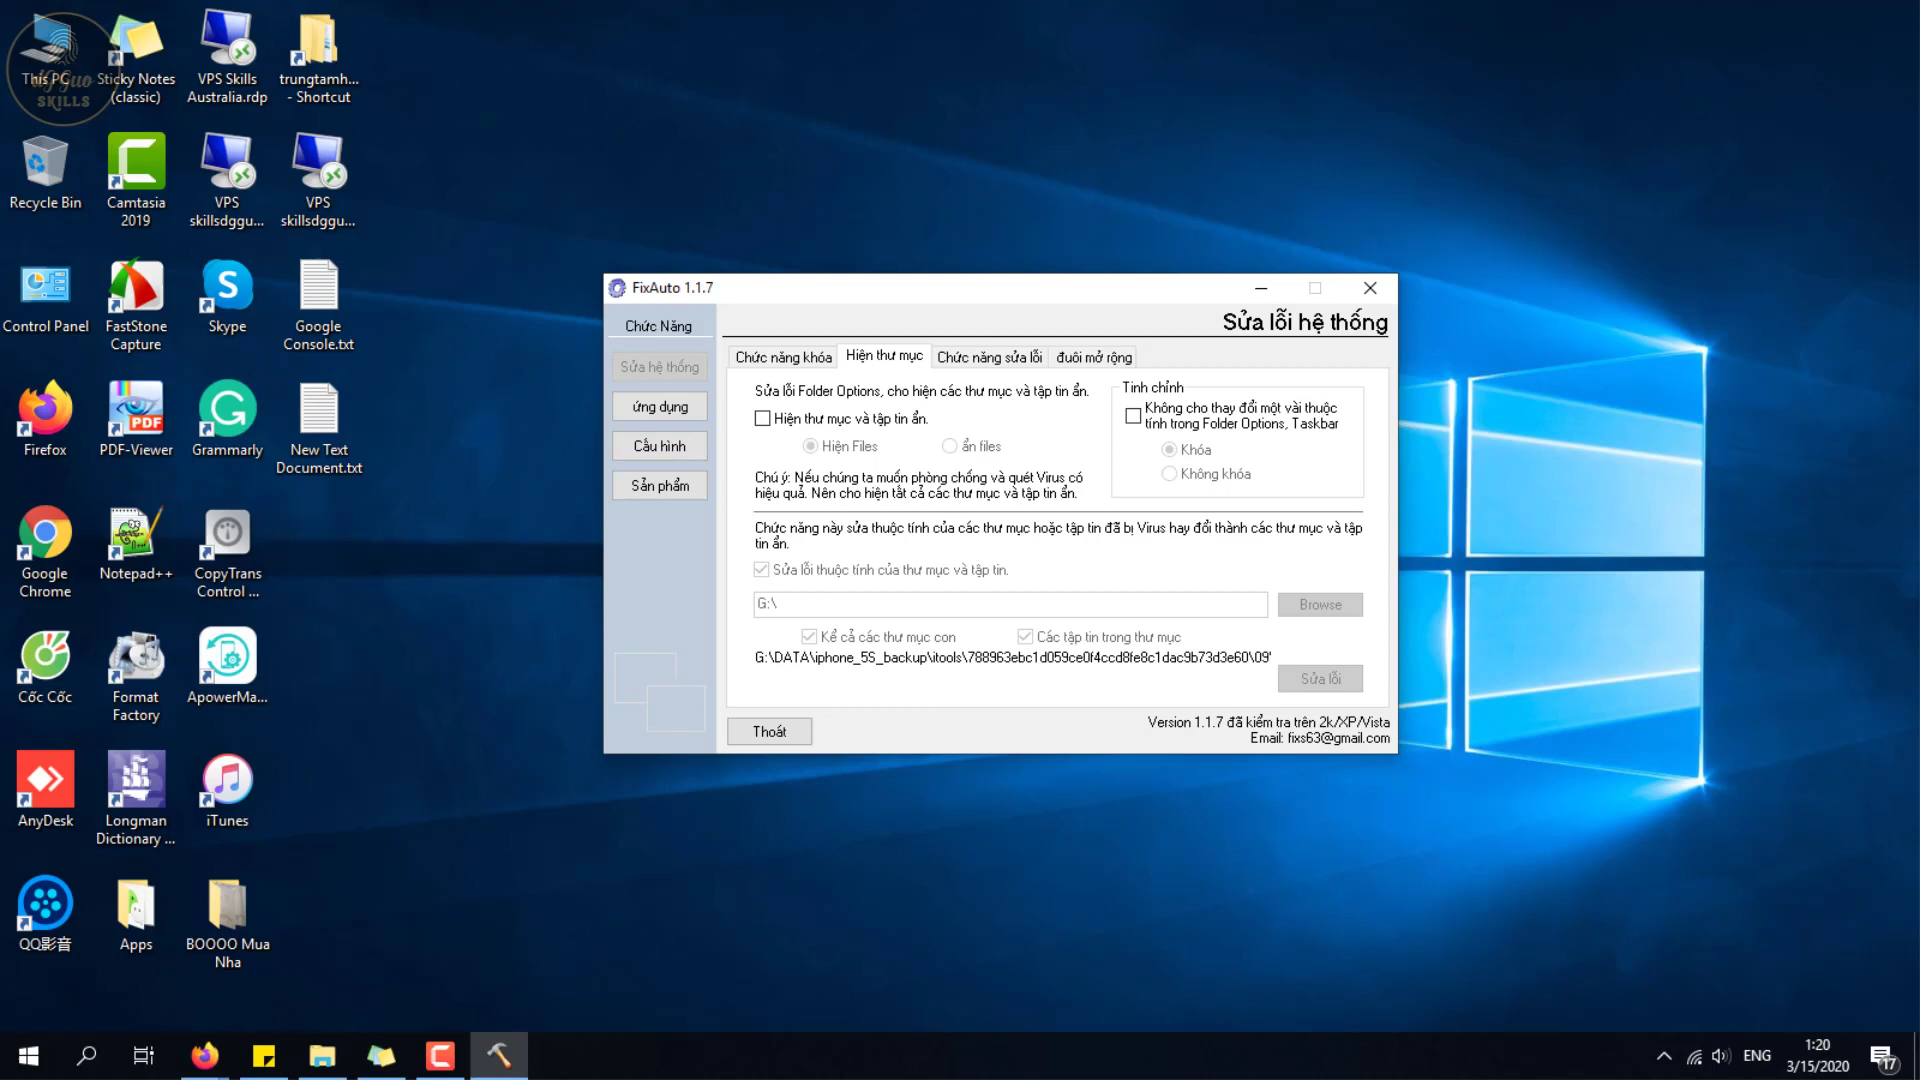 This PC
Sticky Notes
(classic)
VPS Skills
Australia.rdp
trungtamh...
- Shortcut
SKILLS
Recycle Bin
Camtasia
2019
VPS
skillsdggu...
VPS
skillsdggu...
Control Panel
FastStone
Capture
Skype
Google
Console.txt
Firefox
PDF
PDF-Viewer
Grammarly
New Text
Document.txt
Google
Chrome
Notepad++
CopyTrans
Control ...
Cốc Cốc
Format
Factory
ApowerMa...
AnyDesk
Longman
Dictionary ...
iTunes
QQ影音
Apps
BOOOO Mua
Nha
FixAuto 1.1.7
Chức Năng
Sửa hệ thống
ứng dụng
Cấu hình
Sản phẩm
Sửa lỗi hệ thống
Chức năng khóa
Hiện thư mục
Chức năng sửa lỗi
đuôi mở rộng
Sửa lỗi Folder Options, cho hiện các thư mục và tập tin ẩn.
Hiện thư mục và tập tin ẩn.
Hiện Files
ẩn files
Chú ý: Nếu chúng ta muốn phòng chống và quét Virus có
hiệu quả. Nên cho hiện tất cả các thư mục và tập tin ẩn.
Tinh chỉnh
Không cho thay đổi một vài thuộc
tính trong Folder Options, Taskbar
Khóa
Không khóa
Chức năng này sửa thuộc tính của các thư mục hoặc tập tin đã bị Virus hay đổi thành các thư mục và tập
tin ẩn.
Sửa lỗi thuộc tính của thư mục và tập tin.
G:\
Browse
Kể cả các thư mục con
Các tập tin trong thư mục
G:\DATA\iphone_5S_backup\itools\788963ebc1d059ce0f4ccd8fe8c1dac9b73d3e60\09'
Sửa lỗi
Thoát
Version 1.1.7 đã kiểm tra trên 2k/XP/Vista
Email: fixs63@gmail.com
ENG
1:20
3/15/2020
17